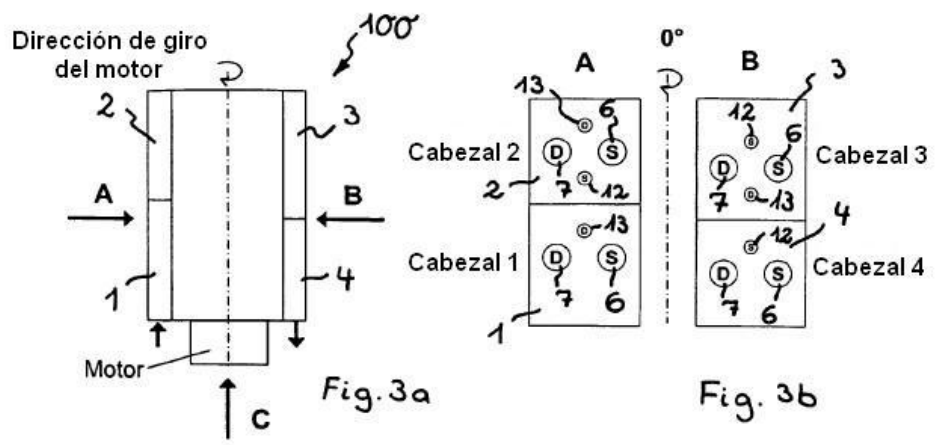 Dirección de giro
del motor
100
2
3
A
B
1
4
Motor
C
Fig. 3a
0°
A
B
3
13
6
12
6
Cabezal 2
D
D
S
D
S
S
Cabezal 3
2
7
S
12
7
D
13
D
13
S
12
4
Cabezal 1
D
S
D
S
Cabezal 4
7
6
7
6
1
Fig. 3b